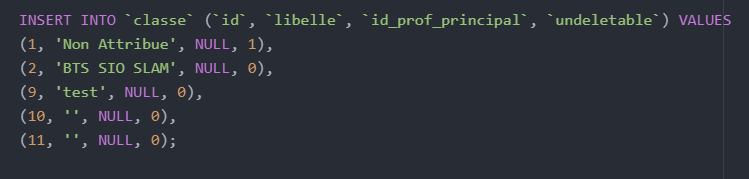 INSERT INTO `classe` (`id`, `libelle`, `id_prof_principal`, `undeletable`) VALUES
(1, 'Non Attribue', NULL, 1),
(2, 'BTS SIO SLAM', NULL, 0),
(9, 'test', NULL, 0),
(10, '', NULL, 0),
(11, '', NULL, 0);